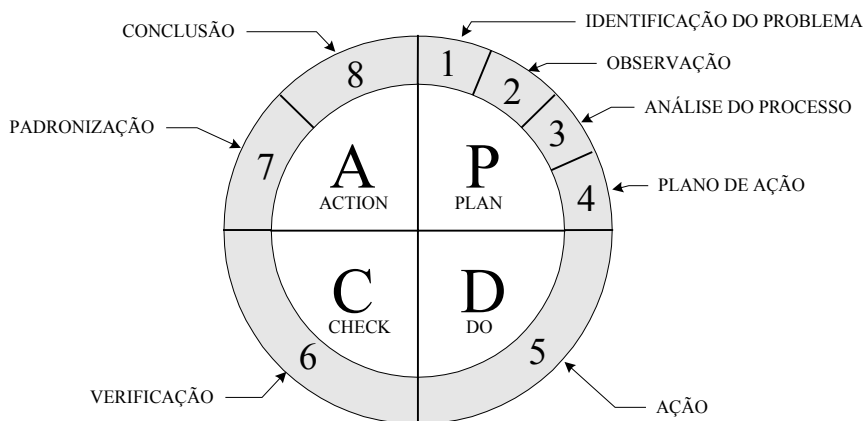 IDENTIFICAÇÃO DO PROBLEMA
CONCLUSÃO
8
1
OBSERVAÇÃO
2
ANÁLISE DO PROCESSO
3
PADRONIZAÇÃO
7
A
ACTION
P
PLAN
4
PLANO DE AÇÃO
C
CHECK
D
DO
6
5
VERIFICAÇÃO
AÇÃO